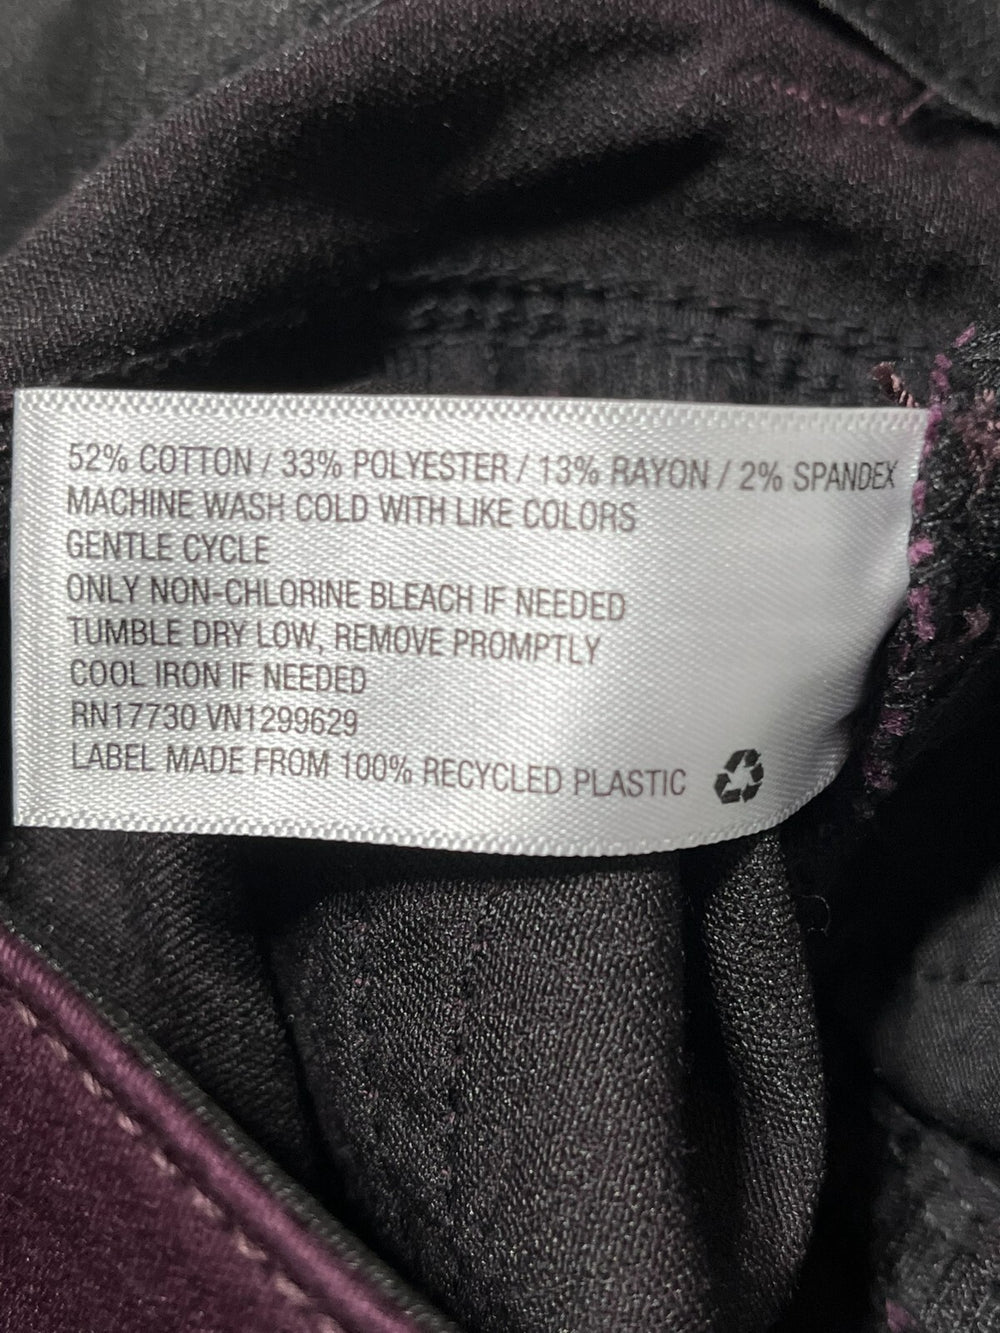 52% COTTON / 33% POLYESTER / 13% RAYON / 2% SPANDEX
MACHINE WASH COLD WITH LIKE COLORS
GENTLE CYCLE
ONLY NON-CHLORINE BLEACH IF NEEDED
TUMBLE DRY LOW, REMOVE PROMPTLY
COOL IRON IF NEEDED
RN17730 VN1299629
LABEL MADE FROM 100% RECYCLED PLASTIC